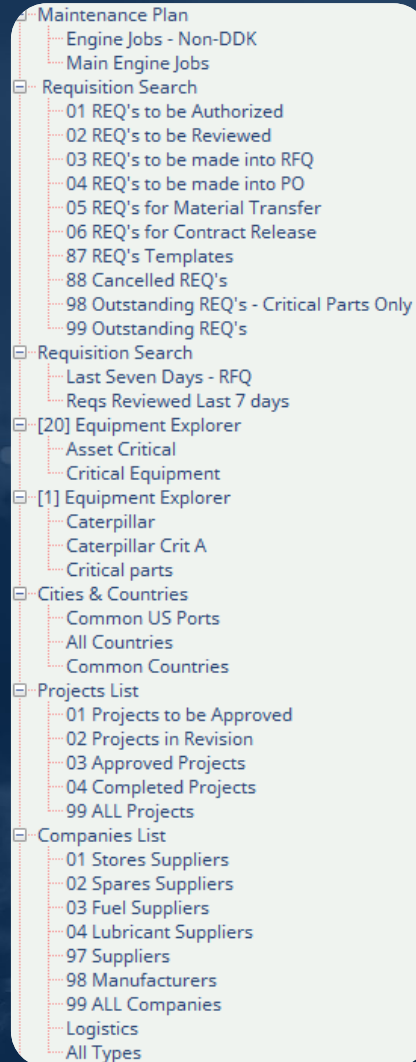 Maintenance Plan
Engine Jobs - Non-DDK
Main Engine Jobs
Requisition Search
01 REQ's to be Authorized
02 REQ's to be Reviewed
03 REQ's to be made into RFQ
04 REQ's to be made into PO
05 REQ's for Material Transfer
06 REQ's for Contract Release
87 REQ's Templates
88 Cancelled REQ's
98 Outstanding REQ's - Critical Parts Only
99 Outstanding REQ's
Requisition Search
Last Seven Days - RFQ
Reqs Reviewed Last 7 days
[20] Equipment Explorer
Asset Critical
Critical Equipment
[1] Equipment Explorer
Caterpillar
Caterpillar Crit A
Critical parts
Cities & Countries
Common US Ports
All Countries
Common Countries
Projects List
01 Projects to be Approved
02 Projects in Revision
03 Approved Projects
04 Completed Projects
99 ALL Projects
Companies List
01 Stores Suppliers
02 Spares Suppliers
03 Fuel Suppliers
04 Lubricant Suppliers
97 Suppliers
98 Manufacturers
99 ALL Companies
Logistics
All Types